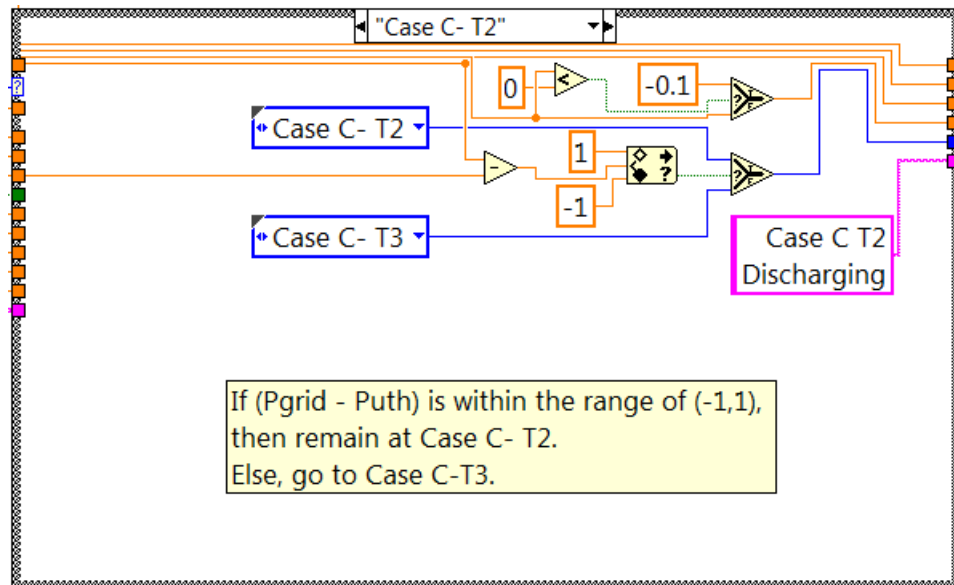 "Case C- T2"
0
<
-0.1
?
T
F
Case C- T2
1
-
?
?
T
F
-1
Case C- T3
Case C T2
Discharging
If (Pgrid - Puth) is within the range of (-1,1),
then remain at Case C- T2.
Else, go to Case C-T3.